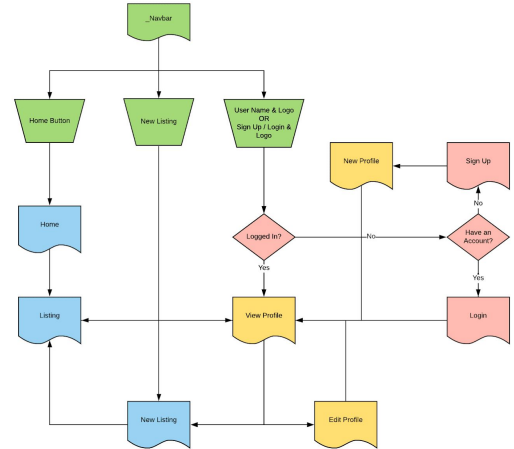 _Navbar
Home Button
New Listing
User Name & Logo
OR
Sign Up / Login &
Logo
New Profile
Sign Up
No
Home
Logged In?
No
Have an
Account?
Yes
Yes
Listing
View Profile
Login
New Listing
Edit Profile